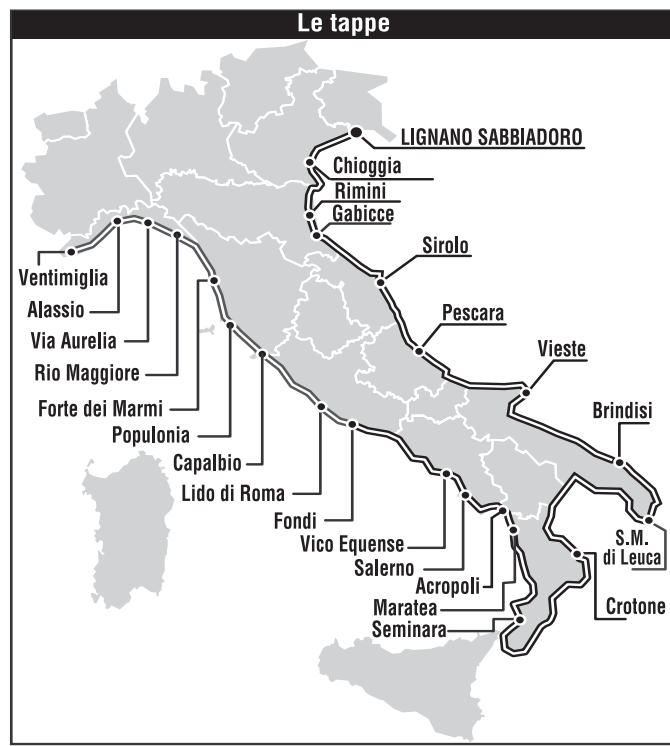 Le tappe
LIGNANO SABBIADORO
Chioggia
Rimini
Gabicce
Sirolo
Pescara
Vieste
Brindisi
S.M.
di Leuca
Crotone
Ventimiglia
Alassio
Via Aurelia
Rio Maggiore
Forte dei Marmi
Populonia
Capalbio
Lido di Roma
Fondi
Vico Equense
Salerno
Acropoli
Maratea
Seminara